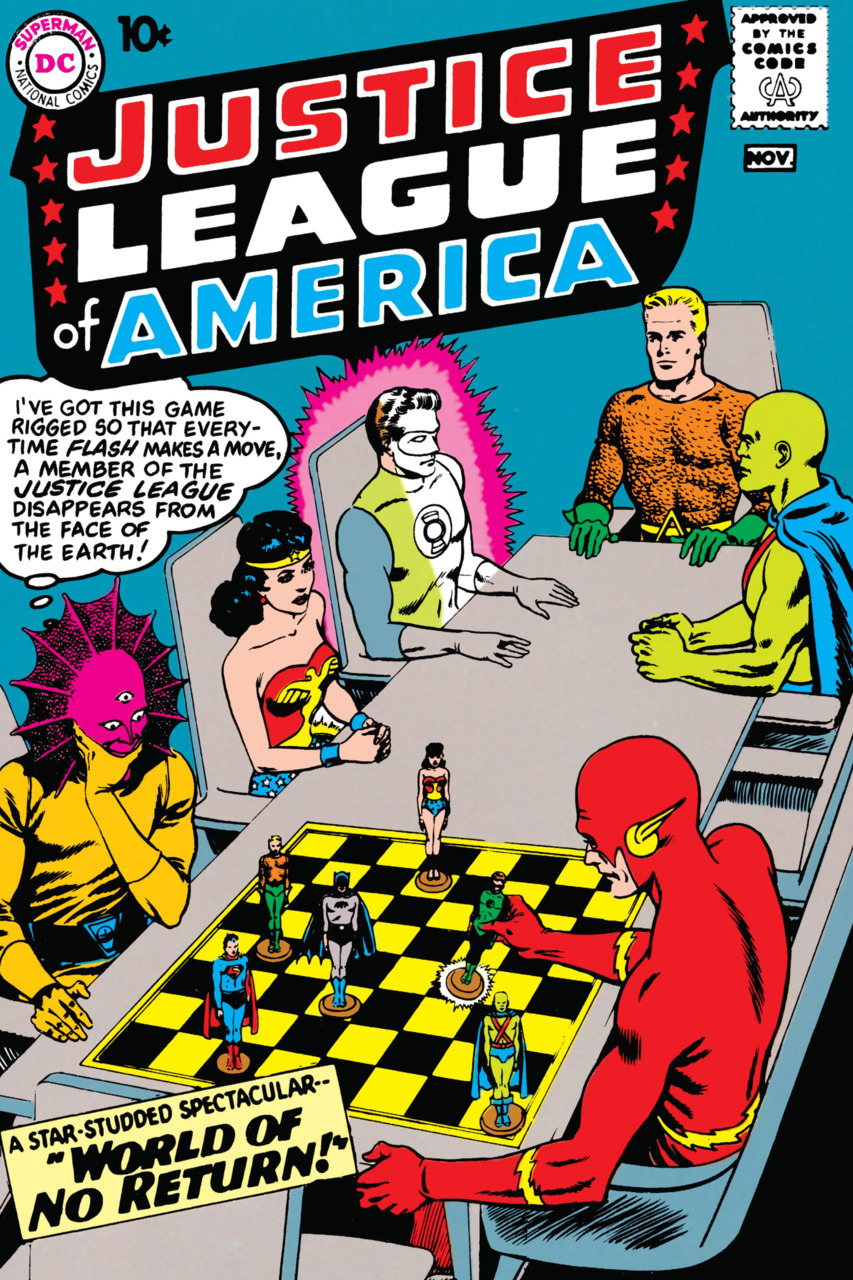 SUPERMAN
DC
NATIONAL COMICS
10¢
APPROVED
BY THE
COMICS
CODE
CA
AUTHORITY
NOV.
JUSTICE
LEAGUE
of AMERICA
I'VE GOT THIS GAME
RIGGED SO THAT EVERY-
TIME FLASH MAKES A MOVE,
A MEMBER OF THE
JUSTICE LEAGUE
DISAPPEARS FROM
THE FACE OF
THE EARTH!
A STAR-STUDDED SPECTACULAR--
"WORLD OF
NO RETURN!"